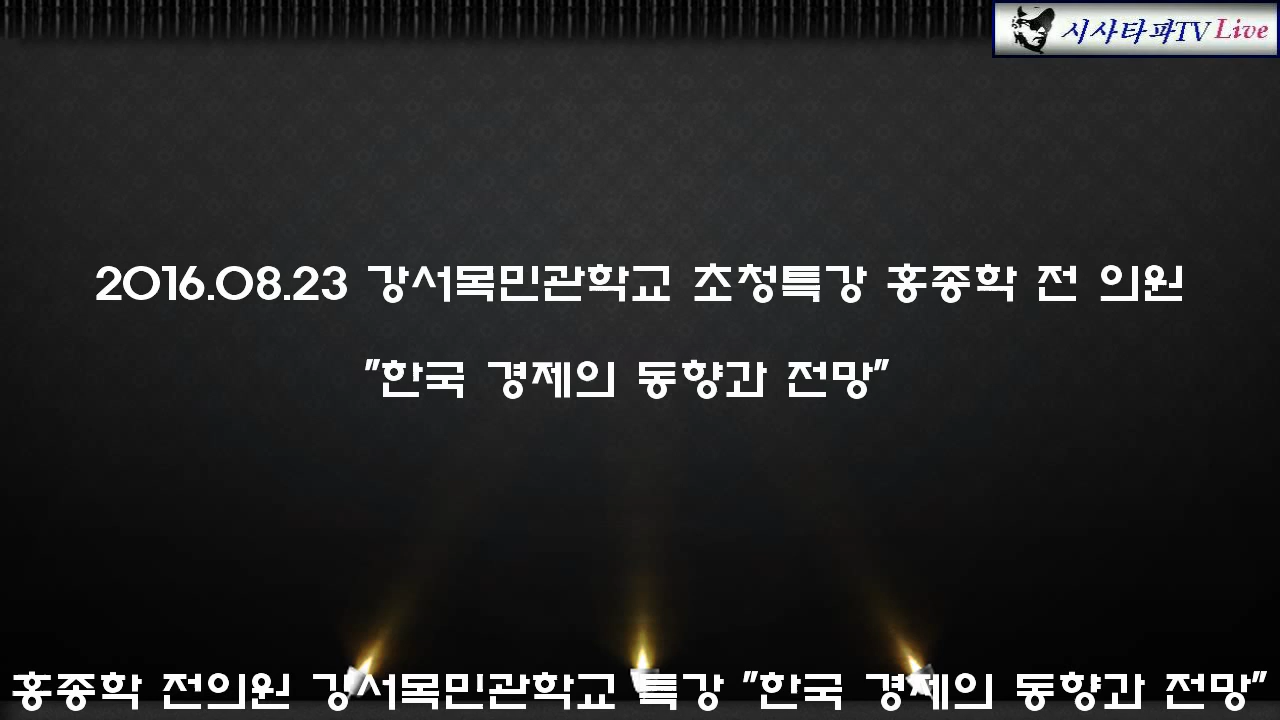 시사타파TV Live
2016.08.23 강서목민관학교 초청특강 홍종학 전 의원
"한국 경제의 동향과 전망"
홍종학 전의원 강서목민관학교 특강 "한국 경제의 동향과 전망"